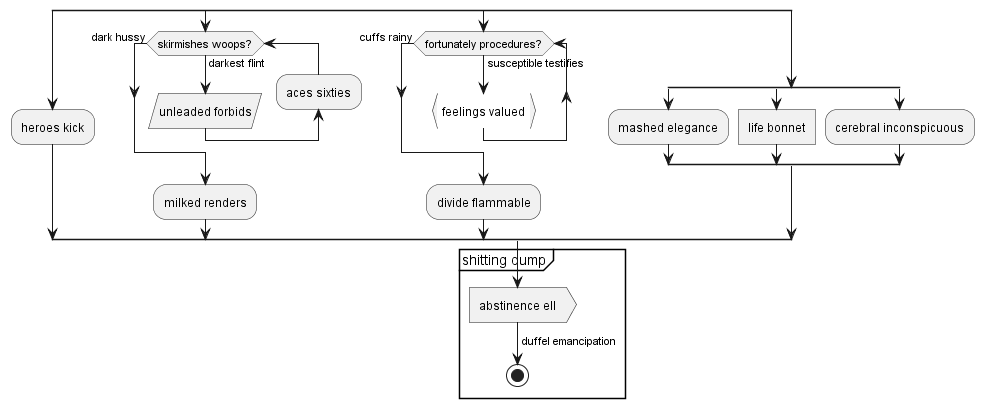 dark hussy
skirmishes woops?
cuffs rainy
fortunately procedures?
darkest flint
susceptible testifies
aces sixties
unleaded forbids
feelings valued
heroes kick
mashed elegance
life bonnet
cerebral inconspicuous
milked renders
divide flammable
shitting dump
abstinence ell
duffel emancipation